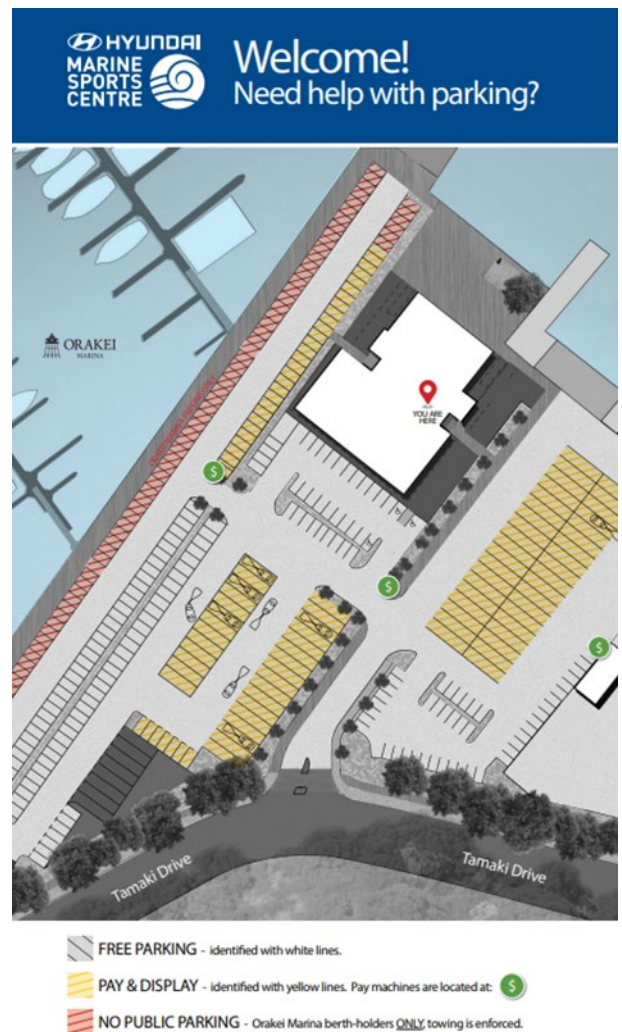 HYUNDAI
MARINE
SPORTS
CENTRE
Welcome!
Need help with parking?
ORAKEI
MARINA
YOU ARE
HERE
$
$
$
Tamaki Drive
Tamaki Drive
FREE PARKING - identified with white lines.
PAY & DISPLAY - identified with yellow lines. Pay machines are located at: $
NO PUBLIC PARKING - Orakei Marina berth-holders ONLY, towing is enforced.